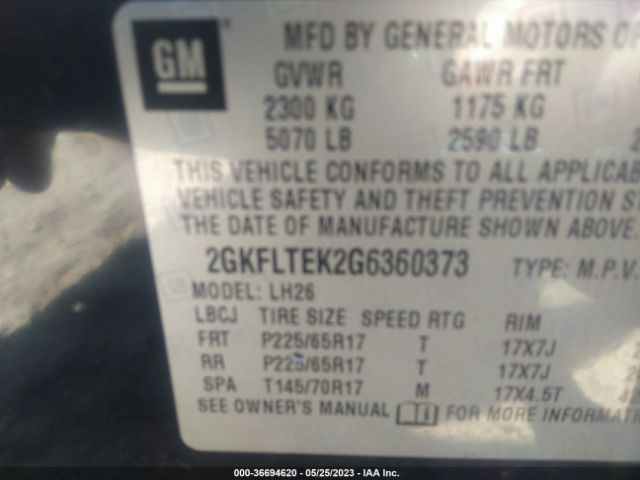 GM
MFD BY GENERAL MOTORS OF
GVWR GAWR FRT
2300 KG 1175 KG
5070 LB 2590 LB
THIS VEHICLE CONFORMS TO ALL APPLICAB
VEHICLE SAFETY AND THEFT PREVENTION ST
THE DATE OF MANUFACTURE SHOWN ABOVE.
2GKFLTEK2G6360373 TYPE: M.P.V.
MODEL: LH26
LBCJ TIRE SIZE SPEED RTG RIM
FRT P225/65R17 T 17X7J
RR P225/65R17 T 17X7J
SPA T145/70R17 M 17X4.5T
SEE OWNER'S MANUAL FOR MORE INFORMATI
000-36694620 - 05/25/2023 - IAA Inc.